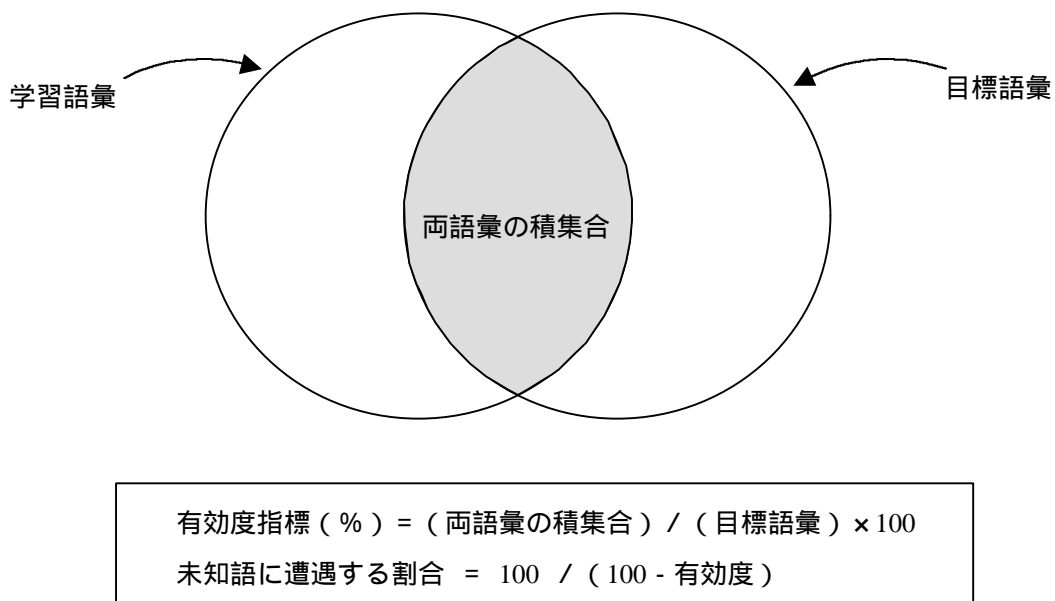 学習語彙
目標語彙
両語彙の積集合
有効度指標（%）=（両語彙の積集合）/（目標語彙）×100
未知語に遭遇する割合 = 100 /（100 - 有効度）